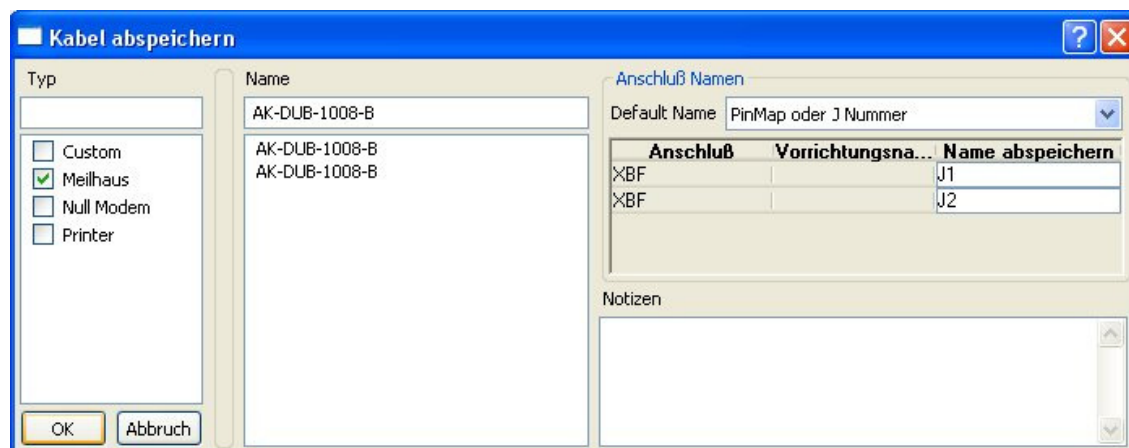 Kabel abspeichern
Typ
Custom
Meilhaus
Null Modem
Printer
OK
Abbruch
Name
AK-DUB-1008-B
AK-DUB-1008-B
AK-DUB-1008-B
Anschluß Namen
Default Name PinMap oder J Nummer
Anschluß Vorrichtungsna... Name abspeichern
XBF J1
XBF J2
Notizen